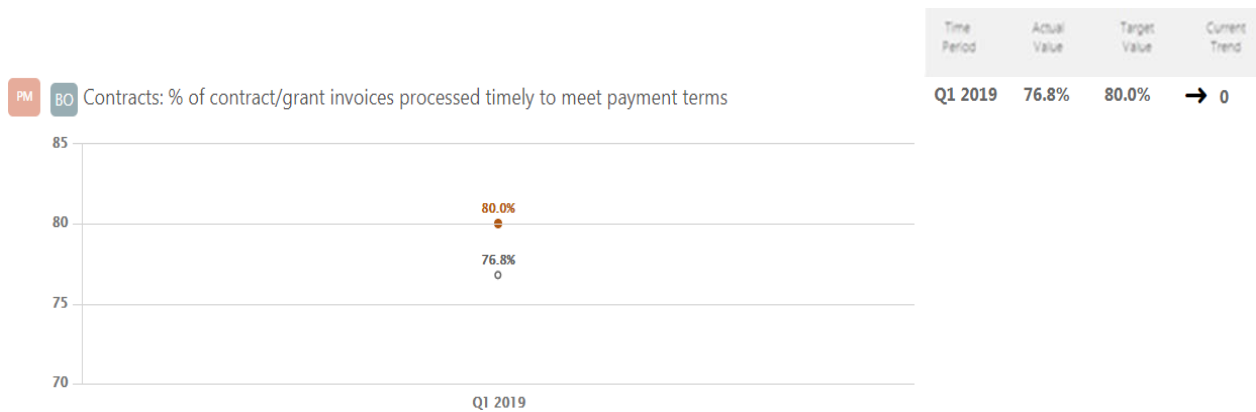 Time Period Actual Value Target Value Current Trend
PM BO Contracts: % of contract/grant invoices processed timely to meet payment terms
Q1 2019 76.8% 80.0% 0
85
80
75
70
80.0%
76.8%
Q1 2019